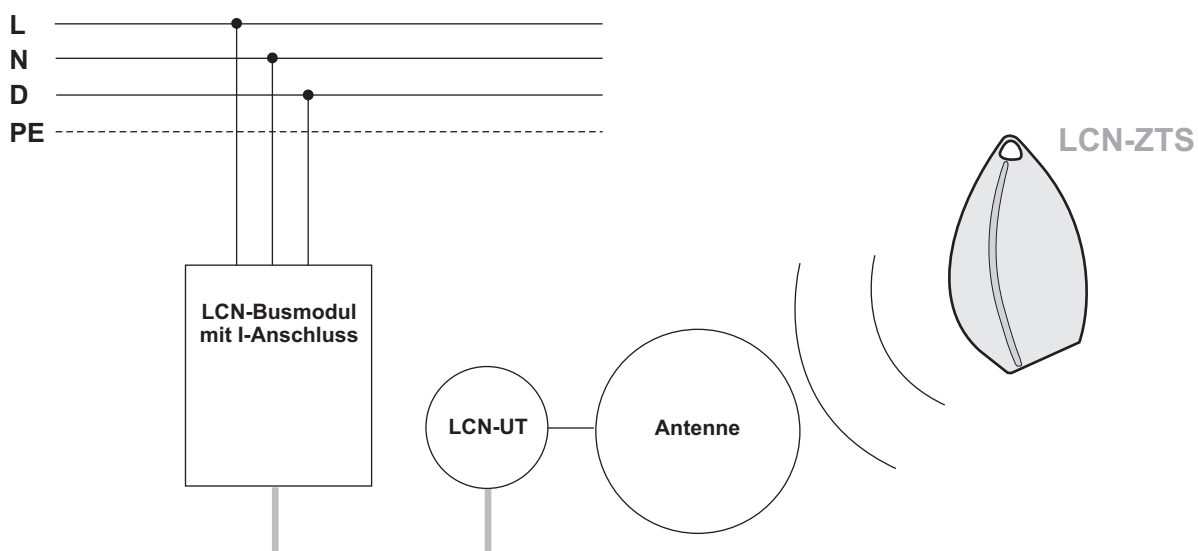 L
N
D
PE
LCN-ZTS
LCN-Busmodul
mit I-Anschluss
LCN-UT
Antenne